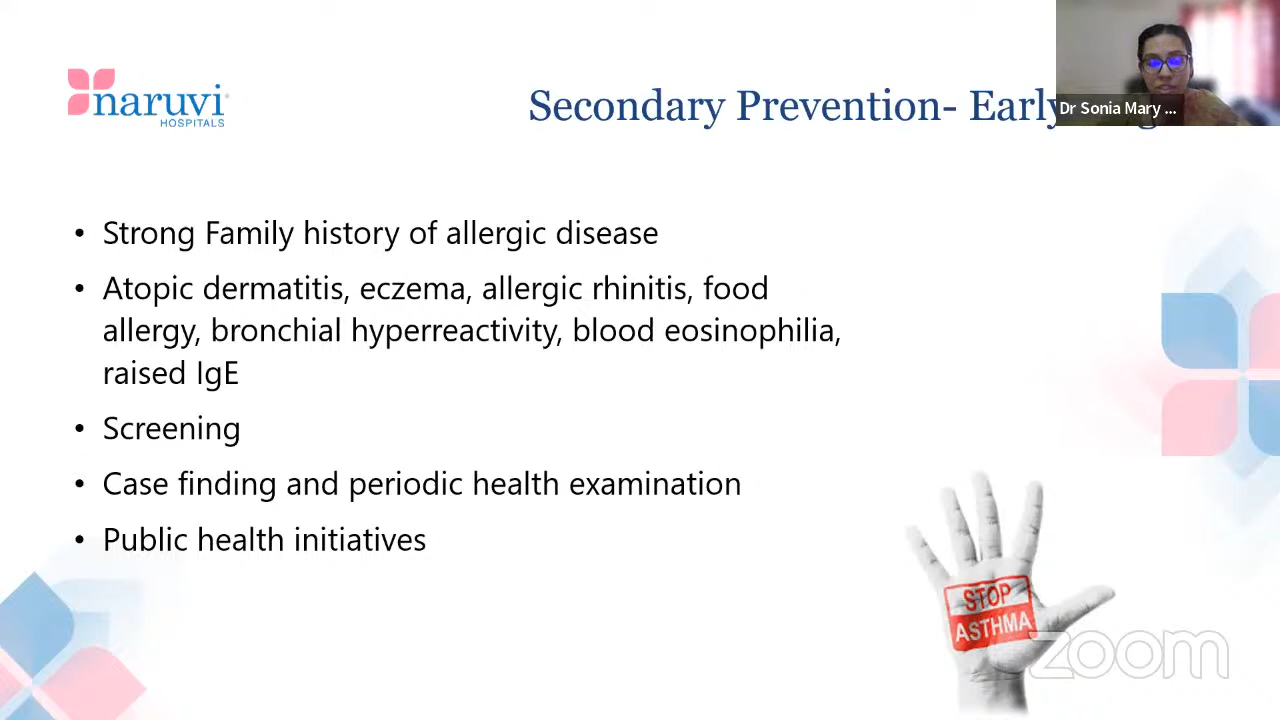 naruvi
HOSPITALS
Secondary Prevention- Early
Dr Sonia Mary ...
• Strong Family history of allergic disease
• Atopic dermatitis, eczema, allergic rhinitis, food
allergy, bronchial hyperreactivity, blood eosinophilia,
raised IgE
• Screening
• Case finding and periodic health examination
• Public health initiatives
STOP
ASTHMA
zoom